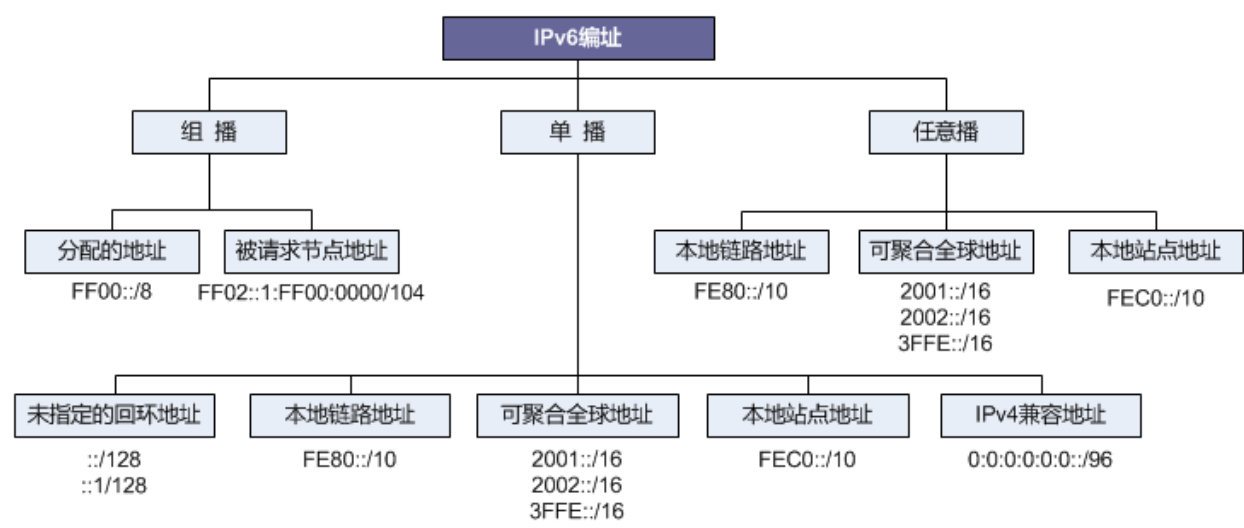 IPv6编址
组 播
单 播
任意播
分配的地址
被请求节点地址
本地链路地址
可聚合全球地址
本地站点地址
FF00::/8
FF02::1:FF00:0000/104
FE80::/10
2001::/16
2002::/16
3FFE::/16
FEC0::/10
未指定的回环地址
本地链路地址
可聚合全球地址
本地站点地址
IPv4兼容地址
::/128
::1/128
FE80::/10
2001::/16
2002::/16
3FFE::/16
FEC0::/10
0:0:0:0:0:0::/96